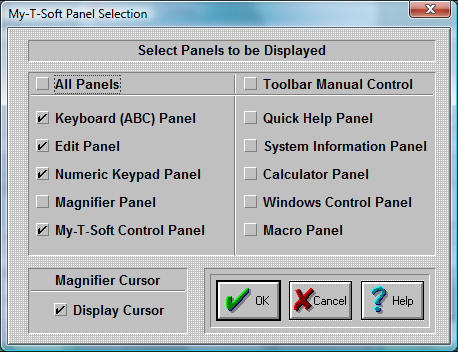 My-T-Soft Panel Selection
Select Panels to be Displayed
All Panels
Toolbar Manual Control
Keyboard (ABC) Panel
Quick Help Panel
Edit Panel
System Information Panel
Numeric Keypad Panel
Calculator Panel
Magnifier Panel
Windows Control Panel
My-T-Soft Control Panel
Macro Panel
Magnifier Cursor
Display Cursor
OK
Cancel
Help